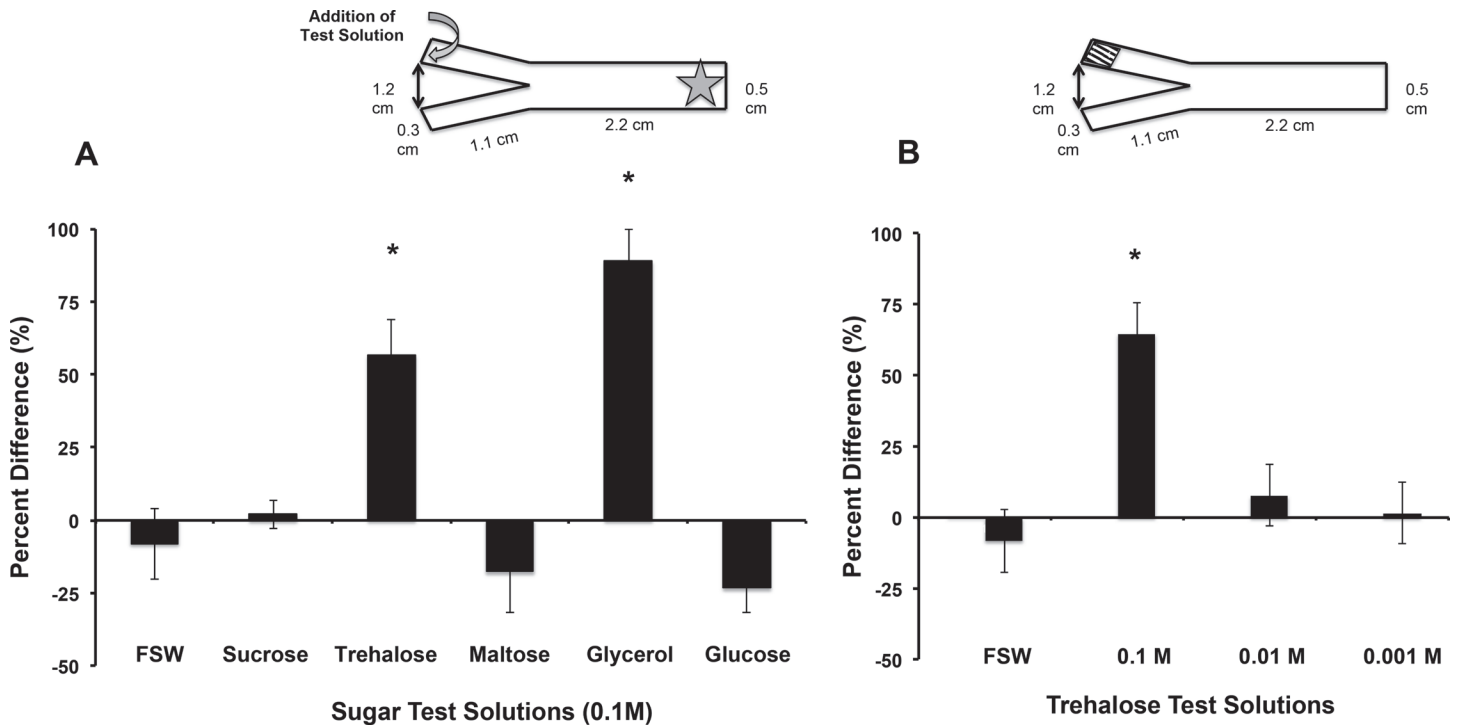 Addition of
Test Solution
1.2
cm
0.3
cm
1.1 cm
2.2 cm
0.5
cm
A
*
*
100
75
50
25
0
-25
-50
Percent Difference (%)
FSW Sucrose Trehalose Maltose Glycerol Glucose
Sugar Test Solutions (0.1M)
1.2
cm
0.3
cm
1.1 cm
2.2 cm
0.5
cm
B
*
100
75
50
25
0
-25
-50
Percent Difference (%)
FSW 0.1 M 0.01 M 0.001 M
Trehalose Test Solutions